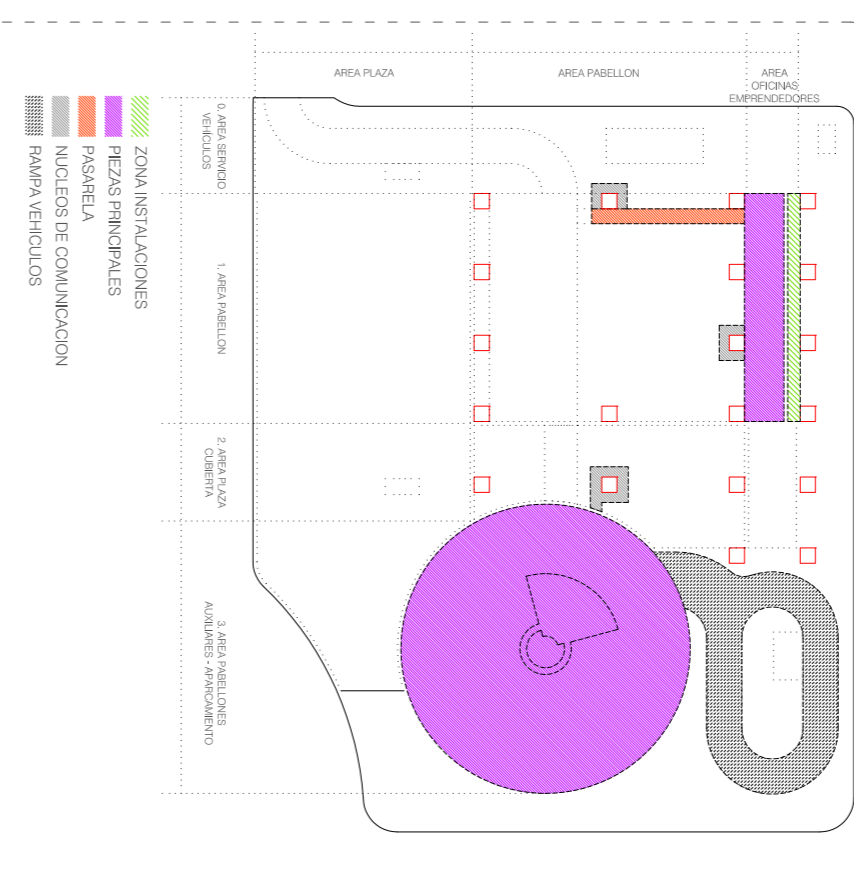 AREA PLAZA
AREA PABELLON
AREA
OFICINAS
EMPRENDEDORES
0. AREA SERVICIO
VEHICULOS
1. AREA PABELLON
2. AREA PLAZA
CUBIERTA
3. AREA PABELLONES
AUXILIARES - APARCAMIENTO
ZONA INSTALACIONES
PIEZAS PRINCIPALES
PASARELA
NUCLEOS DE COMUNICACION
RAMPA VEHICULOS